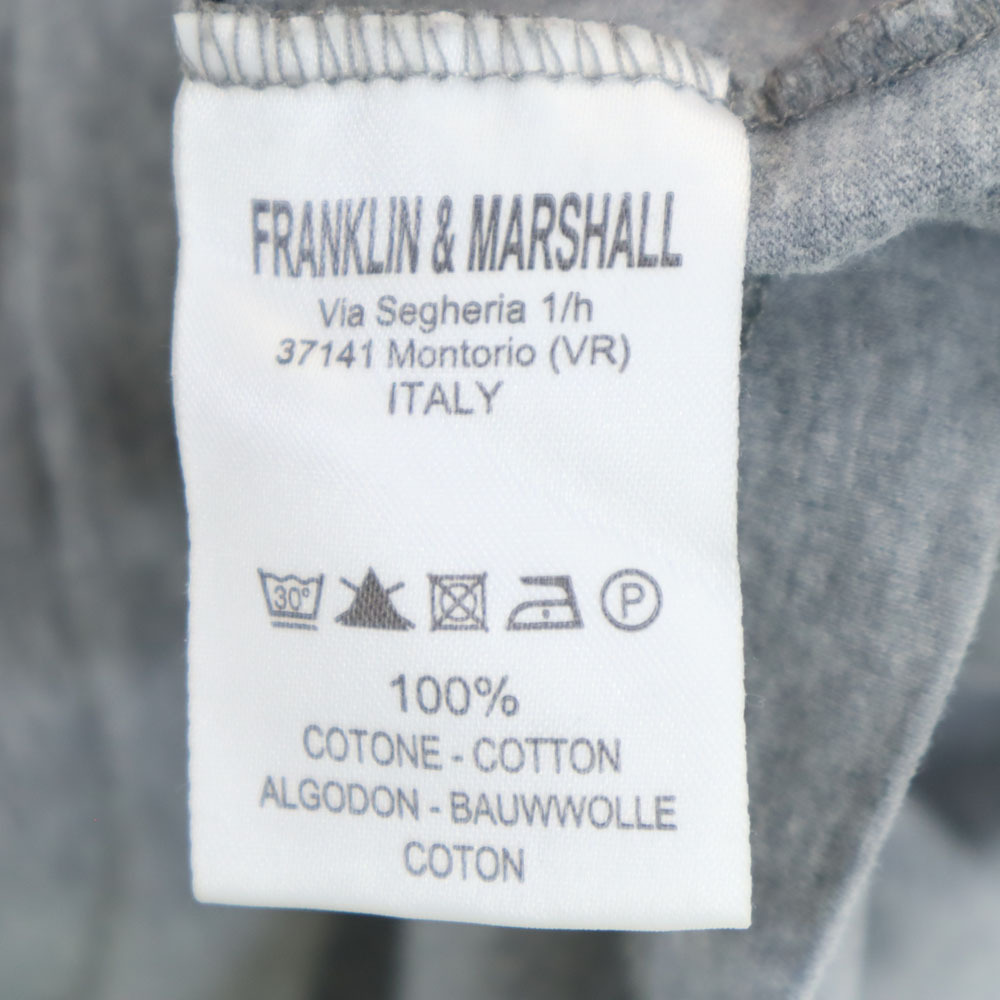 FRANKLIN & MARSHALL
Via Segheria 1/h
37141 Montorio (VR)
ITALY
30° P
100%
COTONE - COTTON
ALGODON - BAUWWOLLE
COTON